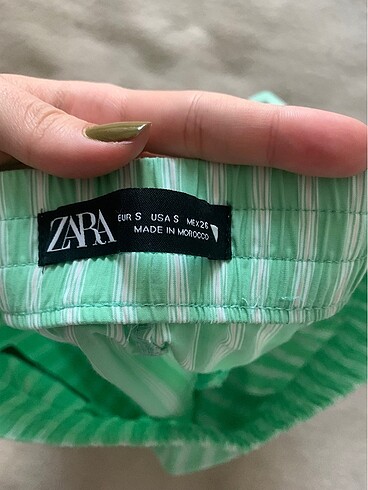 ZARA
EUR S USA S MEX 26
MADE IN MOROCCO